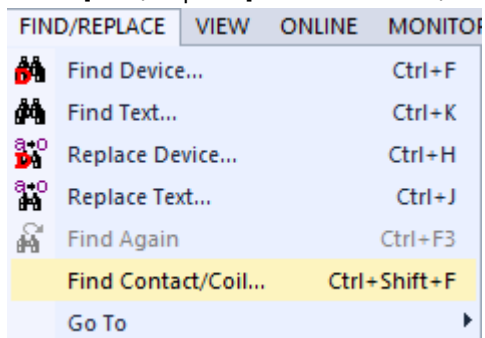 FIND/REPLACE VIEW ONLINE MONITO
Find Device... Ctrl+F
Find Text... Ctrl+K
Replace Device... Ctrl+H
Replace Text... Ctrl+J
Find Again Ctrl+F3
Find Contact/Coil... Ctrl+Shift+F
Go To